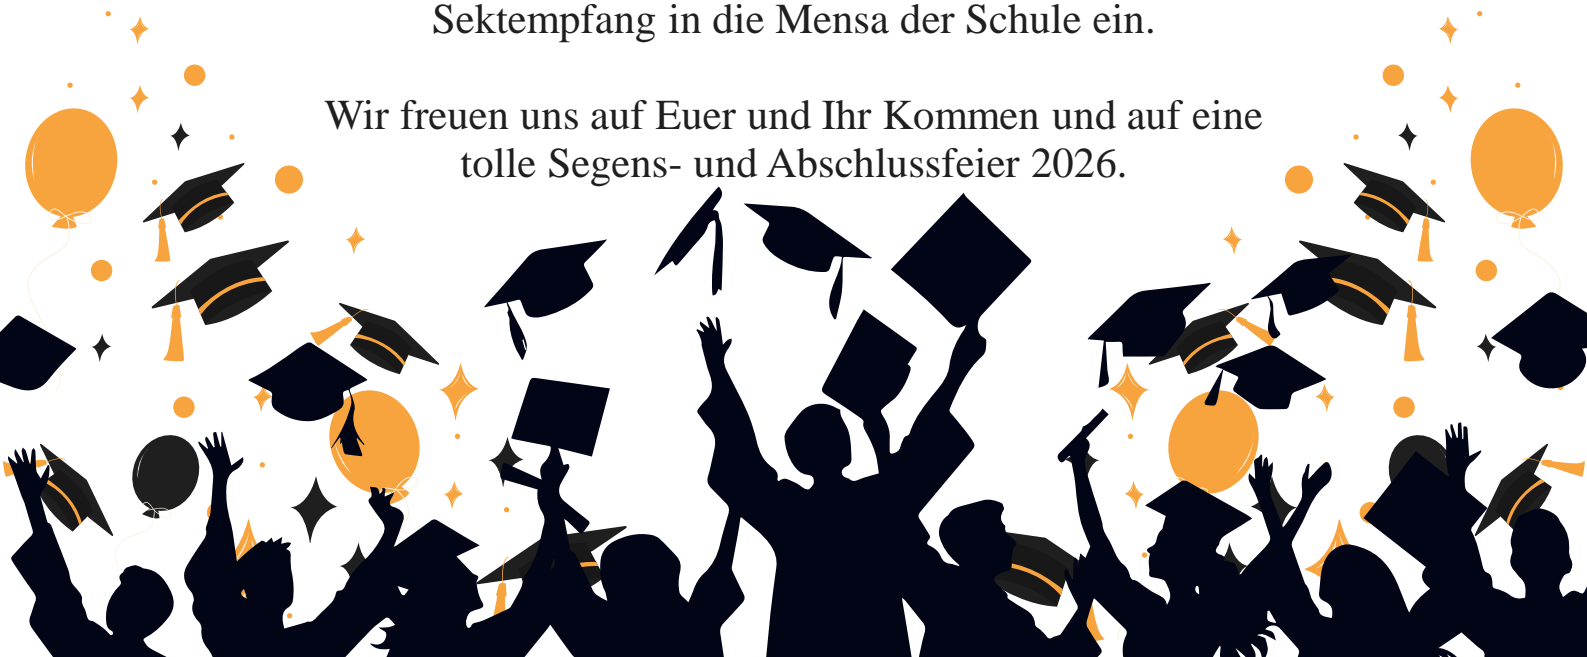 Sektempfang in die Mensa der Schule ein.
Wir freuen uns auf Euer und Ihr Kommen und auf eine
tolle Segens- und Abschlussfeier 2026.